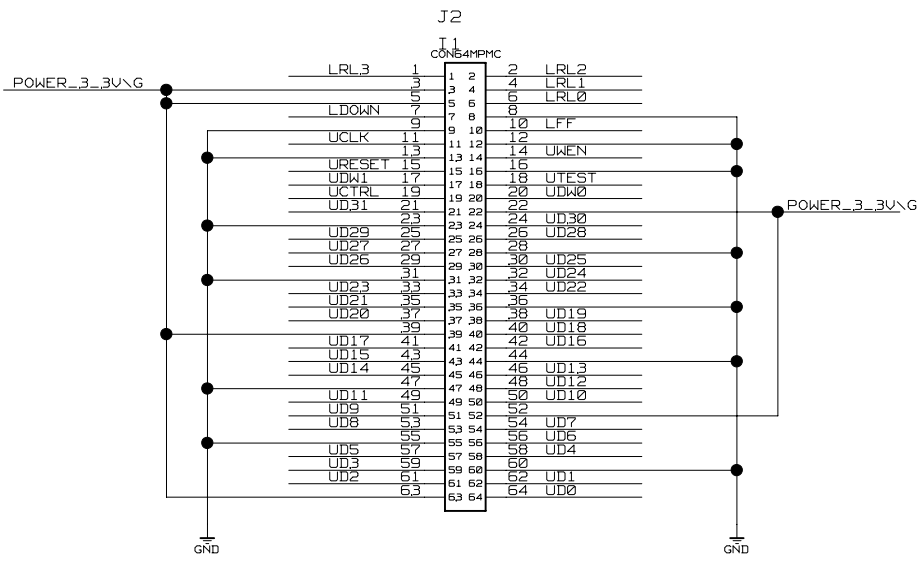 J2
I1
CON64MPMC
LRL3 1 1 2 2 LRL2
POWER_3_3V\G 3 3 4 4 LRL1
5 5 6 6 LRL0
LDOWN 7 7 8 8
9 9 10 10 LFF
UCLK 11 11 12 12
13 13 14 14 UWEN
URESET 15 15 16 16
UDW1 17 17 18 18 UTEST
UCTRL 19 19 20 20 UDW0
UD31 21 21 22 22 POWER_3_3V\G
23 23 24 24 UD30
UD29 25 25 26 26 UD28
UD27 27 27 28 28
UD26 29 29 30 30 UD25
31 31 32 32 UD24
UD23 33 33 34 34 UD22
UD21 35 35 36 36
UD20 37 37 38 38 UD19
39 39 40 40 UD18
UD17 41 41 42 42 UD16
UD15 43 43 44 44
UD14 45 45 46 46 UD13
47 47 48 48 UD12
UD11 49 49 50 50 UD10
UD9 51 51 52 52
UD8 53 53 54 54 UD7
55 55 56 56 UD6
UD5 57 57 58 58 UD4
UD3 59 59 60 60
UD2 61 61 62 62 UD1
63 63 64 64 UD0
GND GND